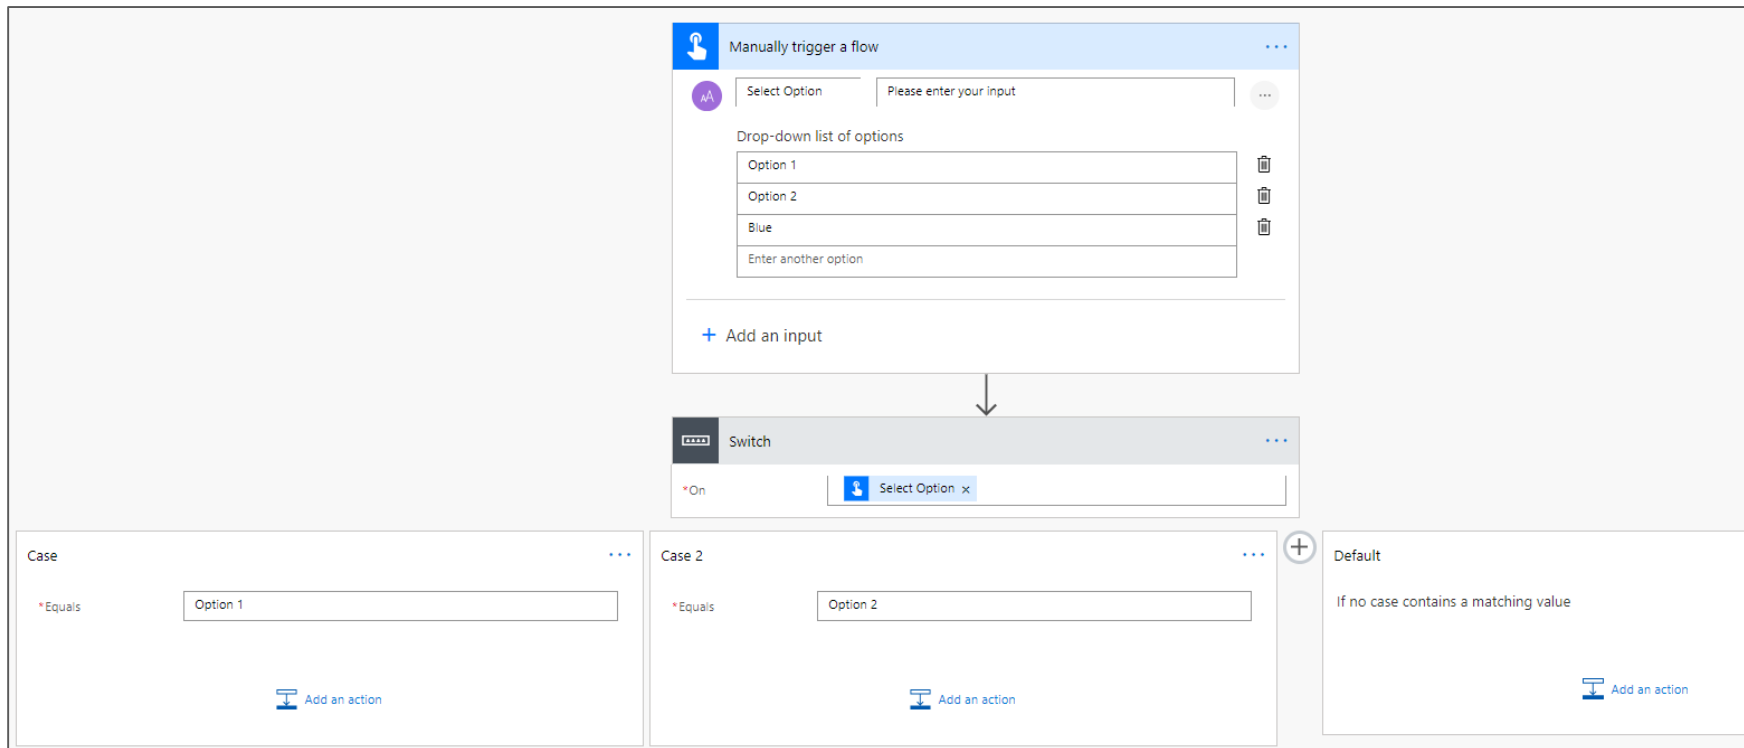 Manually trigger a flow
Select Option
Please enter your input
Drop-down list of options
Option 1
Option 2
Blue
Enter another option
+ Add an input
Switch
*On
Select Option ×
Case
*Equals
Option 1
Add an action
Case 2
*Equals
Option 2
Add an action
Default
If no case contains a matching value
Add an action